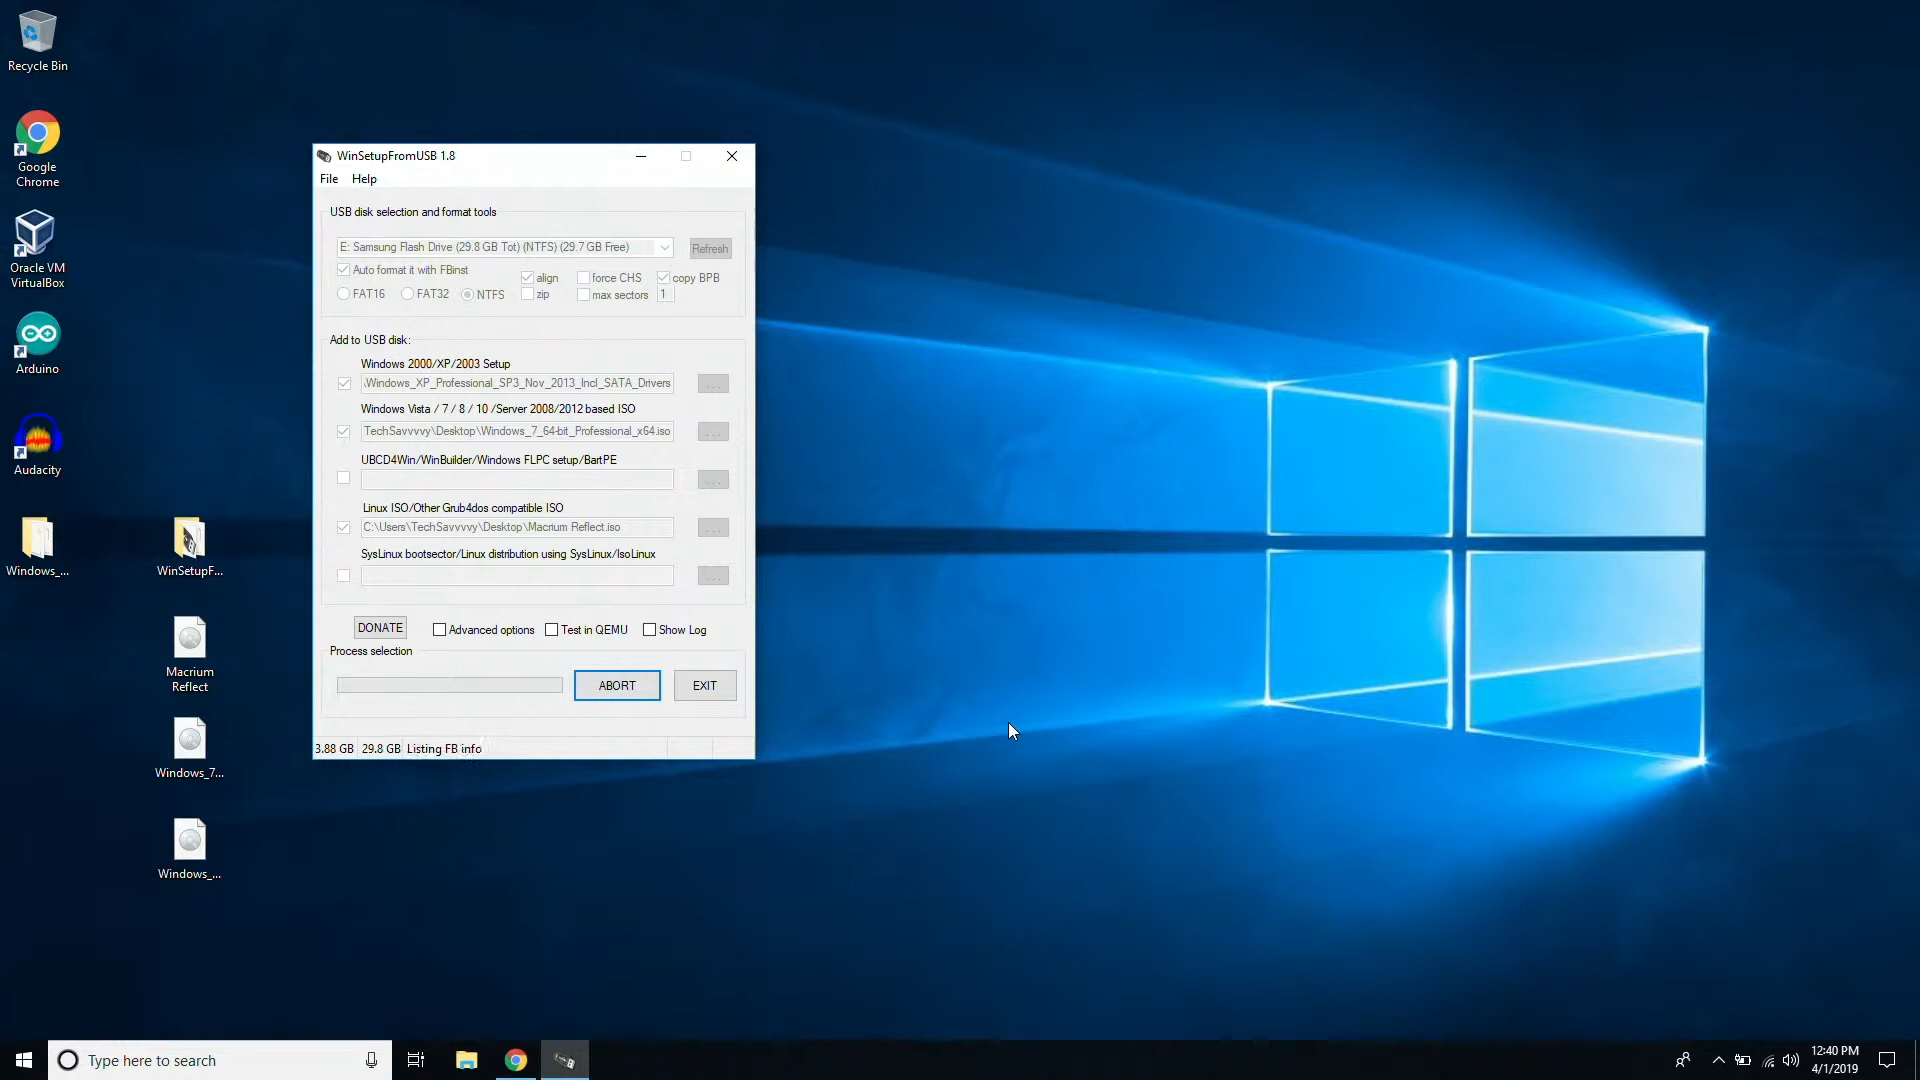 Recycle Bin
Google
Chrome
Oracle VM
VirtualBox
Arduino
Audacity
Windows_...
WinSetupF...
Macrium
Reflect
Windows_7...
Windows_...
WinSetupFromUSB 1.8
File Help
USB disk selection and format tools
E: Samsung Flash Drive (29.8 GB Tot) (NTFS) (29.7 GB Free)
Refresh
Auto format it with FBinst
align force CHS copy BPB
FAT16 FAT32 NTFS zip max sectors 1
Add to USB disk:
Windows 2000/XP/2003 Setup
\Windows_XP_Professional_SP3_Nov_2013_Incl_SATA_Drivers
...
Windows Vista / 7 / 8 / 10 /Server 2008/2012 based ISO
TechSavvvvy\Desktop\Windows_7_64-bit_Professional_x64.iso
...
UBCD4Win/WinBuilder/Windows FLPC setup/BartPE
...
Linux ISO/Other Grub4dos compatible ISO
C:\Users\TechSavvvvy\Desktop\Macrium Reflect.iso
...
SysLinux bootsector/Linux distribution using SysLinux/IsoLinux
...
DONATE Advanced options Test in QEMU Show Log
Process selection
ABORT EXIT
3.88 GB 29.8 GB Listing FB info
Type here to search
12:40 PM
4/1/2019